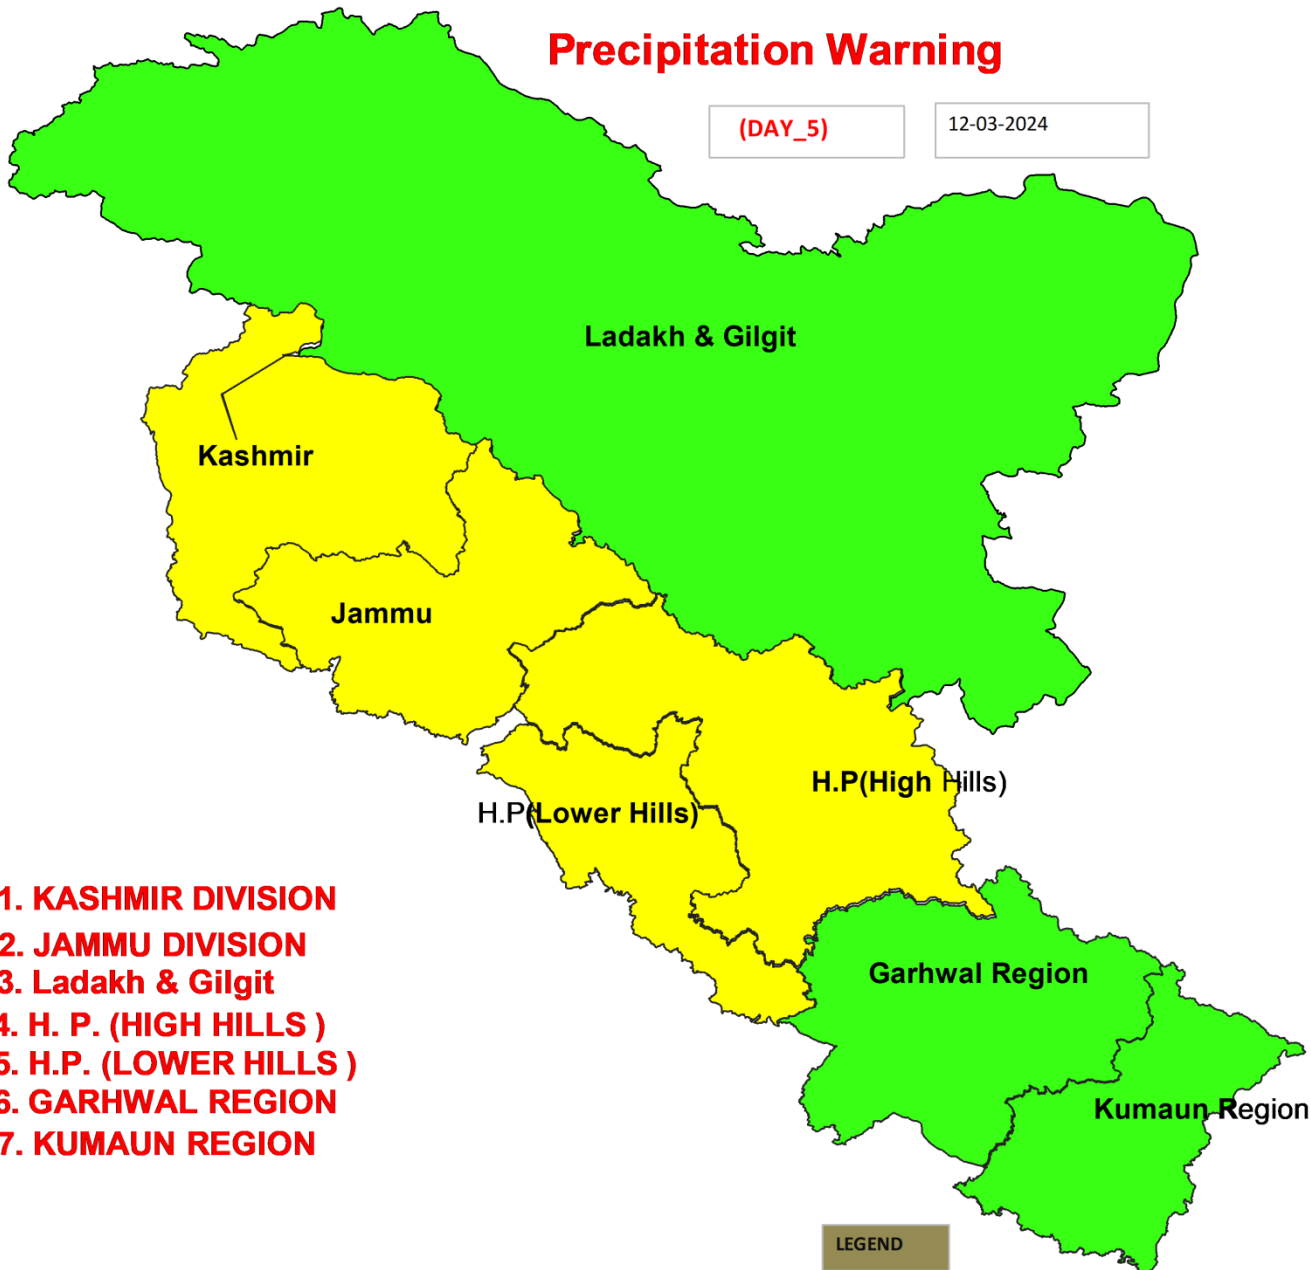 Precipitation Warning
(DAY_5)
12-03-2024
Ladakh & Gilgit
Kashmir
Jammu
H.P(High Hills)
H.P(Lower Hills)
1. KASHMIR DIVISION
2. JAMMU DIVISION
3. Ladakh & Gilgit
4. H. P. (HIGH HILLS )
5. H.P. (LOWER HILLS )
6. GARHWAL REGION
7. KUMAUN REGION
Garhwal Region
Kumaun Region
LEGEND